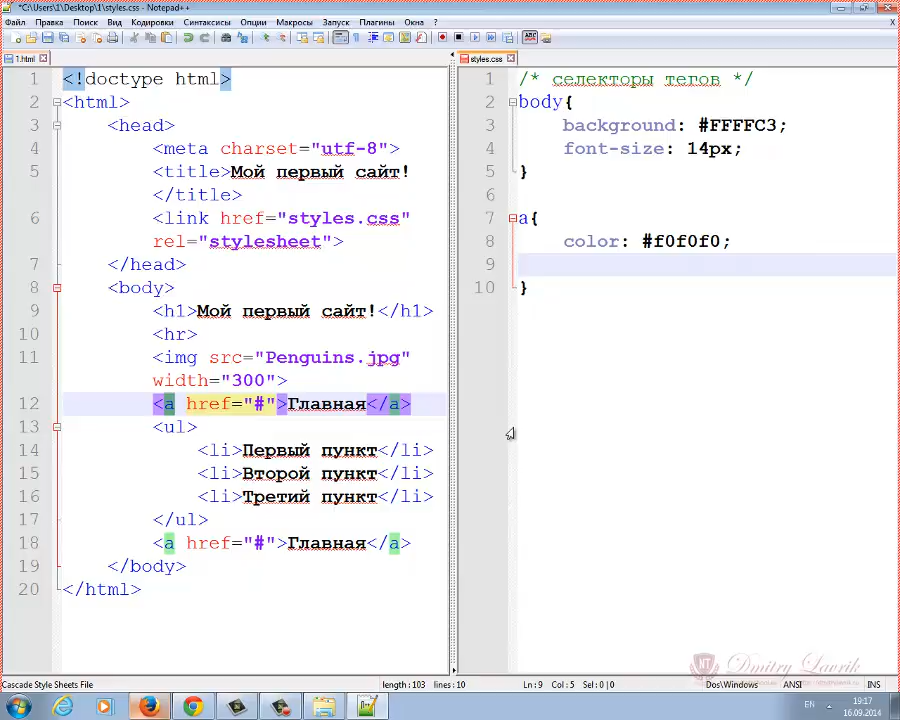 *C:\Users\1\Desktop\1\styles.css - Notepad++
Файл Правка Поиск Вид Кодировки Синтаксисы Опции Макросы Запуск Плагины Окна ? X
1.html
styles.css
1 <!doctype html>
2 <html>
3 <head>
4 <meta charset="utf-8">
5 <title>Мой первый сайт!
</title>
6 <link href="styles.css"
rel="stylesheet">
7 </head>
8 <body>
9 <h1>Мой первый сайт!</h1>
10 <hr>
11 <img src="Penguins.jpg"
width="300">
12 <a href="#">Главная</a>
13 <ul>
14 <li>Первый пункт</li>
15 <li>Второй пункт</li>
16 <li>Третий пункт</li>
17 </ul>
18 <a href="#">Главная</a>
19 </body>
20 </html>
1 /* селекторы тегов */
2 body{
3 background: #FFFFC3;
4 font-size: 14px;
5 }
6
7 a{
8 color: #f0f0f0;
9
10 }
NT Dmitry Lavrik
Cascade Style Sheets File length : 103 lines : 10 Ln : 9 Col : 5 Sel : 0 | 0 Dos\Windows ANSI INS
EN 19:17
16.09.2014